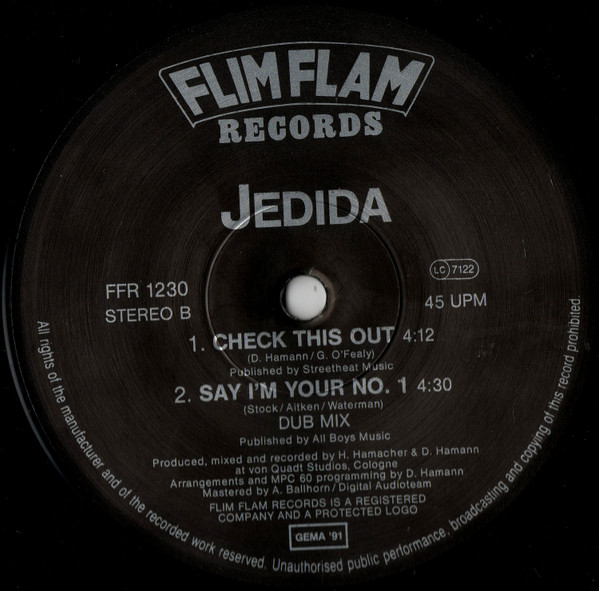 FLIM FLAM
RECORDS
JEDIDA
LC 7122
FFR 1230
STEREO B
45 UPM
1. CHECK THIS OUT 4:12
(D. Hamann / G. O'Fealy)
Published by Streetheat Music
2. SAY I'M YOUR NO. 1 4:30
(Stock / Aitken / Waterman)
DUB MIX
Published by All Boys Music
Produced, mixed and recorded by H. Hamacher & D. Hamann
at von Quadt Studios, Cologne
Arrangements and MPC 60 programming by D. Hamann
Mastered by A. Ballhorn / Digital Audioteam
FLIM FLAM RECORDS IS A REGISTERED
COMPANY AND A PROTECTED LOGO
GEMA '91
All rights of the manufacturer and of the recorded work reserved. Unauthorised public performance, broadcasting and copying of this record prohibited.